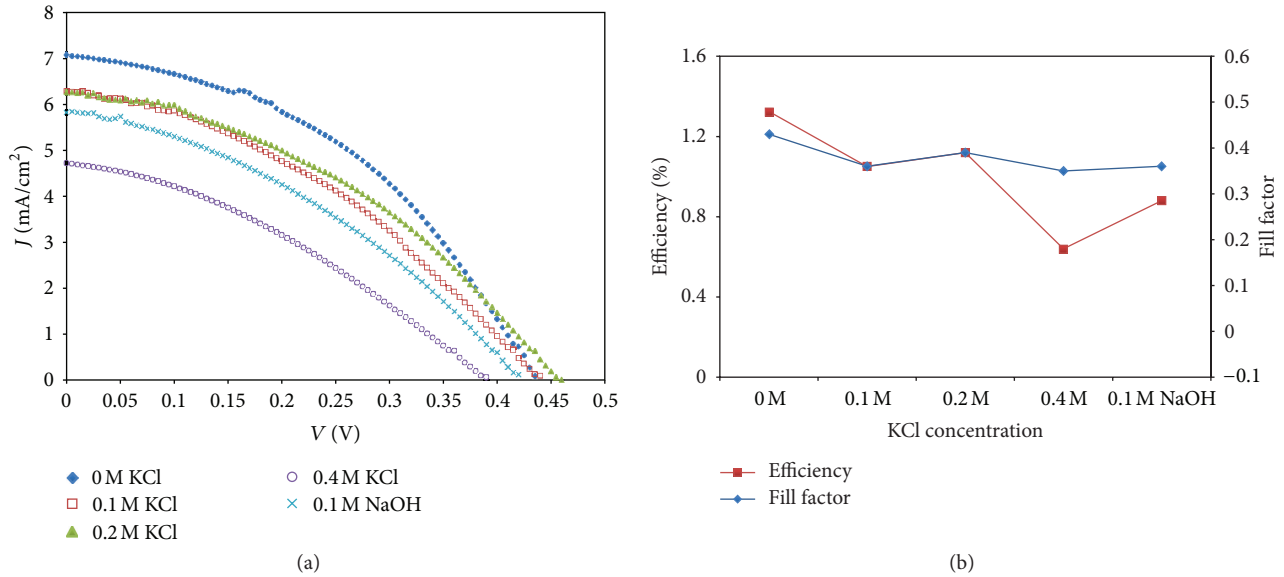 8
7
6
5
4
3
2
1
0
J (mA/cm²)
0 0.05 0.1 0.15 0.2 0.25 0.3 0.35 0.4 0.45 0.5
V (V)
0 M KCl
0.1 M KCl
0.2 M KCl
0.4 M KCl
0.1 M NaOH
(a)
1.6
1.2
0.8
1.6
0
Efficiency (%)
0.6
0.5
0.4
0.3
0.2
0.1
0
−0.1
Fill factor
0 M 0.1 M 0.2 M 0.4 M 0.1 M NaOH
KCl concentration
Efficiency
Fill factor
(b)